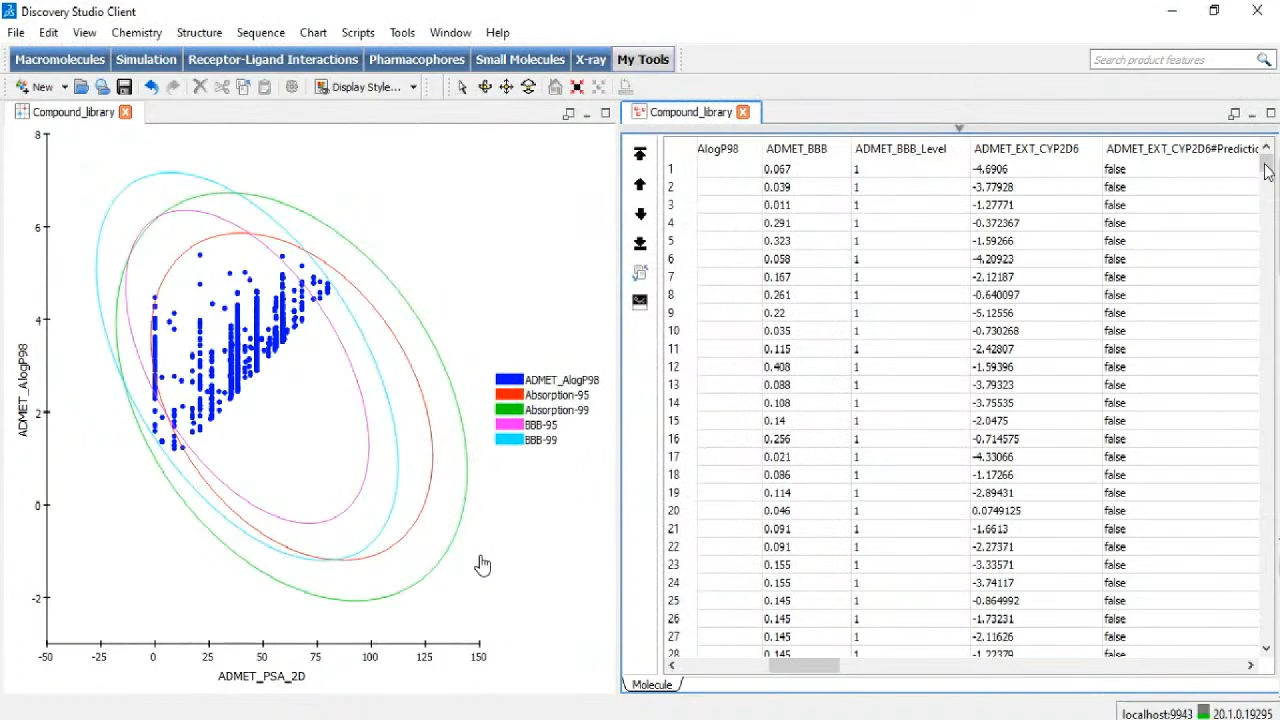 Discovery Studio Client
File Edit View Chemistry Structure Sequence Chart Scripts Tools Window Help
Macromolecules Simulation Receptor-Ligand Interactions Pharmacophores Small Molecules X-ray My Tools Search product features
New Display Style...
Compound_library
8
6
4
2
0
-2
ADMET_AlogP98
-50 -25 0 25 50 75 100 125 150
ADMET_PSA_2D
ADMET_AlogP98
Absorption-95
Absorption-99
BBB-95
BBB-99
Compound_library
AlogP98 ADMET_BBB ADMET_BBB_Level ADMET_EXT_CYP2D6 ADMET_EXT_CYP2D6#Predictio
1 0.067 1 -4.6906 false
2 0.039 1 -3.77928 false
3 0.011 1 -1.27771 false
4 0.291 1 -0.372367 false
5 0.323 1 -1.59266 false
6 0.058 1 -4.20923 false
7 0.167 1 -2.12187 false
8 0.261 1 -0.640097 false
9 0.22 1 -5.12556 false
10 0.035 1 -0.730268 false
11 0.115 1 -2.42807 false
12 0.408 1 -1.59396 false
13 0.088 1 -3.79323 false
14 0.108 1 -3.75535 false
15 0.14 1 -2.0475 false
16 0.256 1 -0.714575 false
17 0.021 1 -4.33066 false
18 0.086 1 -1.17266 false
19 0.114 1 -2.89431 false
20 0.046 1 0.0749125 false
21 0.091 1 -1.6613 false
22 0.091 1 -2.27371 false
23 0.155 1 -3.33571 false
24 0.155 1 -3.74117 false
25 0.145 1 -0.864992 false
26 0.145 1 -1.73231 false
27 0.145 1 -2.11626 false
28 0.145 1 -1.22379 false
Molecule
localhost:9943 20.1.0.19295